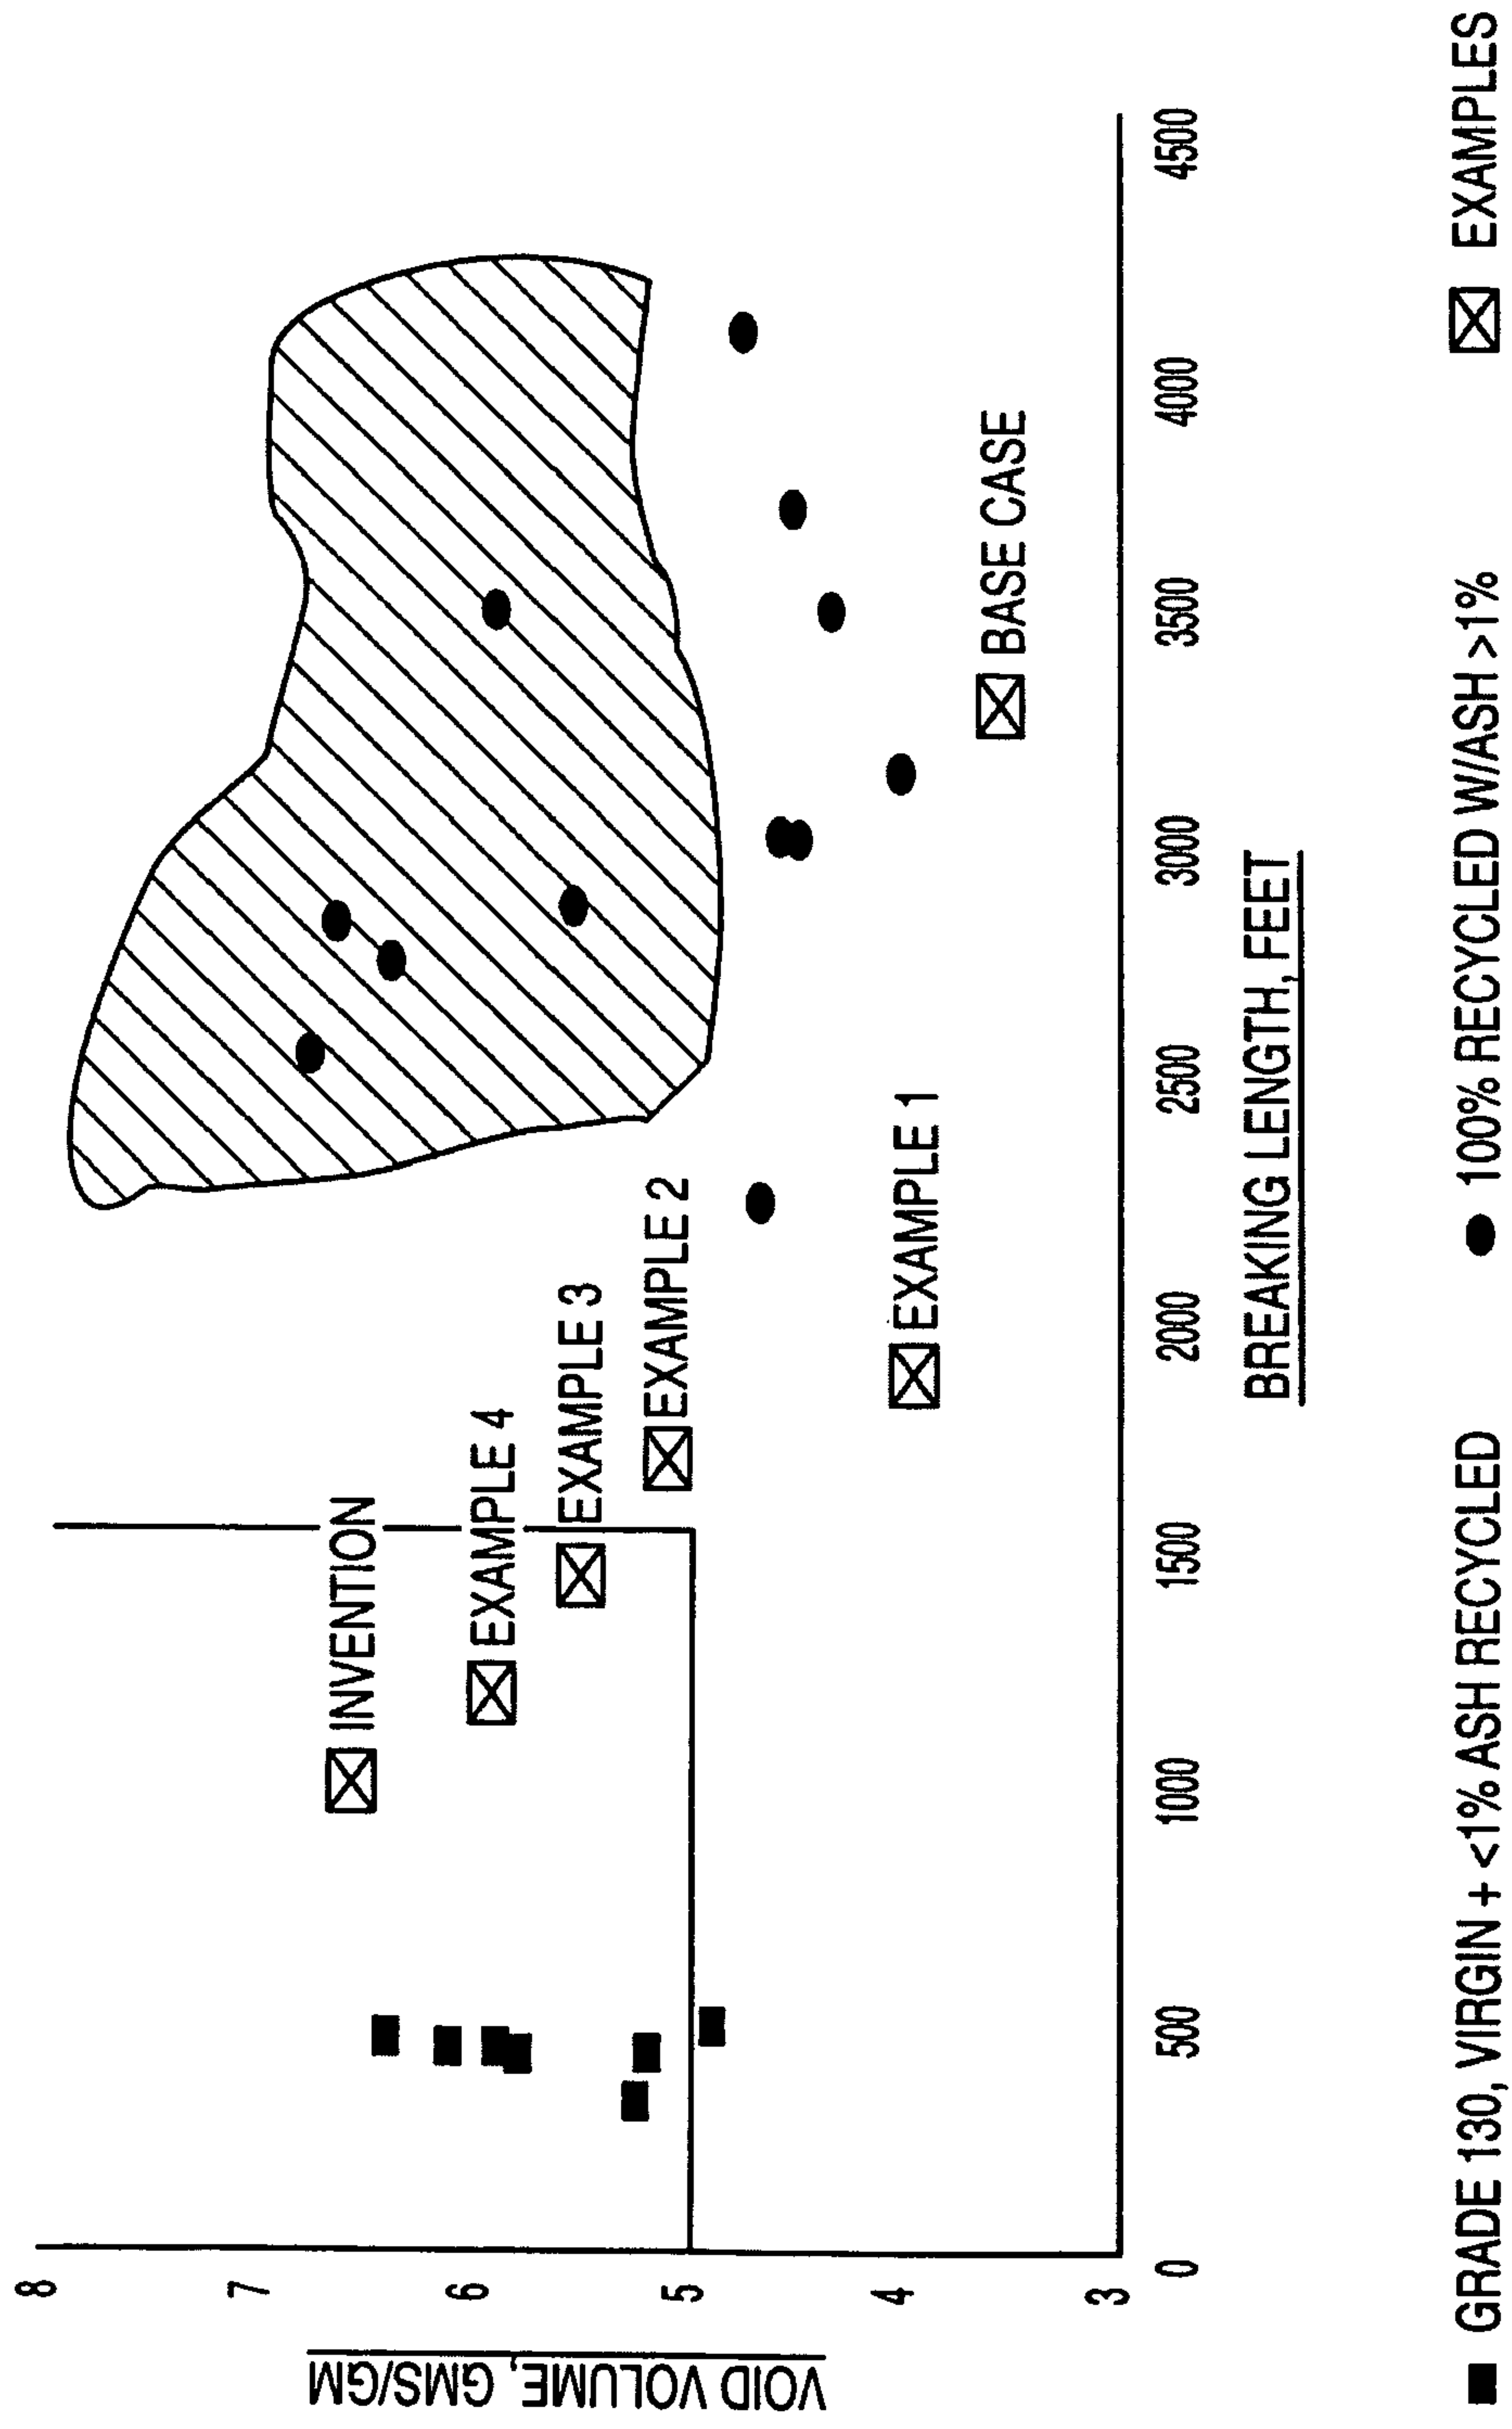 VOID VOLUME, GMS/GM
8
7
6
5
4
3
INVENTION
EXAMPLE 4
EXAMPLE 3
EXAMPLE 2
EXAMPLE 1
BASE CASE
0
500
1000
1500
2000
2500
3000
3500
4000
4500
BREAKING LENGTH, FEET
GRADE 130, VIRGIN + <1% ASH RECYCLED
100% RECYCLED W/ASH >1%
EXAMPLES